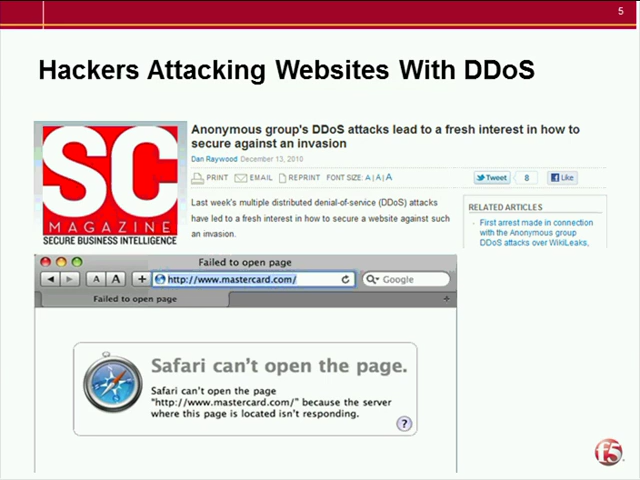 5
Hackers Attacking Websites With DDoS
SC
MAGAZINE
SECURE BUSINESS INTELLIGENCE
Anonymous group's DDoS attacks lead to a fresh interest in how to
secure against an invasion
Dan Raywood December 13, 2010
PRINT EMAIL REPRINT FONT SIZE: A | A | A
Tweet 8 Like
Last week's multiple distributed denial-of-service (DDoS) attacks
have led to a fresh interest in how to secure a website against such
an invasion.
RELATED ARTICLES
First arrest made in connection
with the Anonymous group
DDoS attacks over WikiLeaks,
Failed to open page
A A + http://www.mastercard.com/ Google
Failed to open page +
Safari can't open the page.
Safari can't open the page
"http://www.mastercard.com/" because the server
where this page is located isn't responding.
?
f5